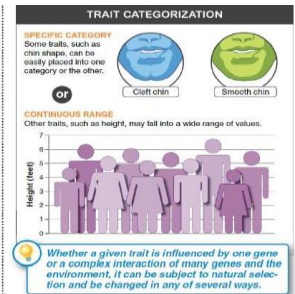 TRAIT CATEGORIZATION
SPECIFIC CATEGORY
Some traits, such as
chin shape, can be
easily placed into one
category or the other.
Cleft chin
Smooth chin
or
CONTINUOUS RANGE
Other traits, such as height, may fall into a wide range of values.
Height (feet)
7
6
5
4
3
2
1
0
Whether a given trait is influenced by one gene
or a complex interaction of many genes and the
environment, it can be subject to natural selec-
tion and be changed in any of several ways.